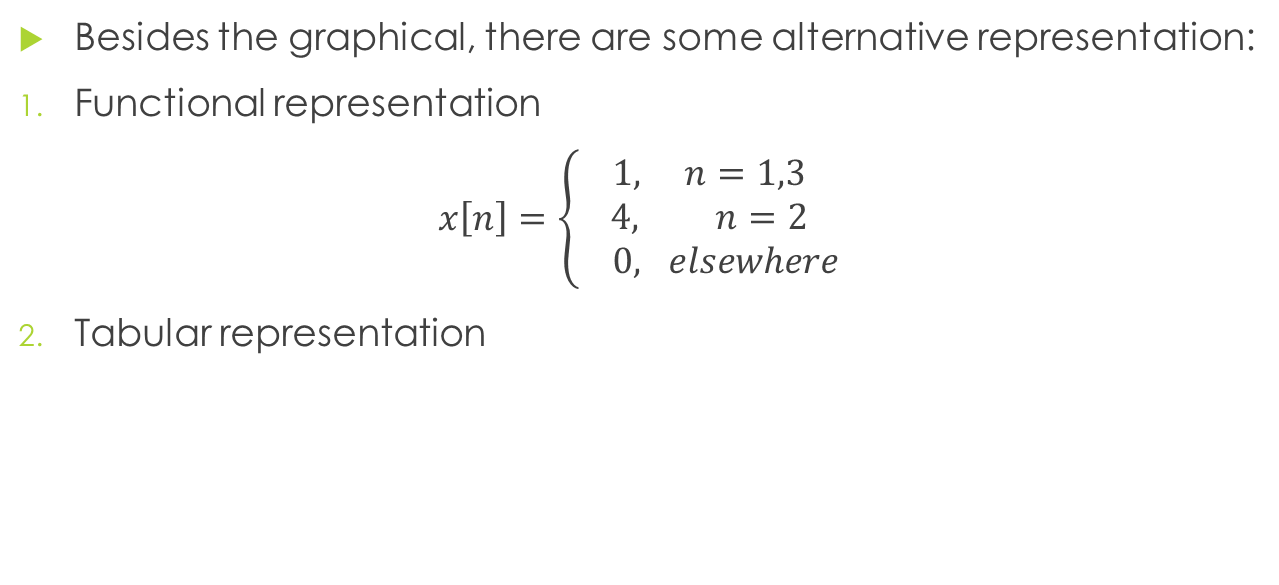 ▶ Besides the graphical, there are some alternative representation:
1. Functional representation
1, n = 1,3
x[n] = { 4, n = 2
0, elsewhere
2. Tabular representation